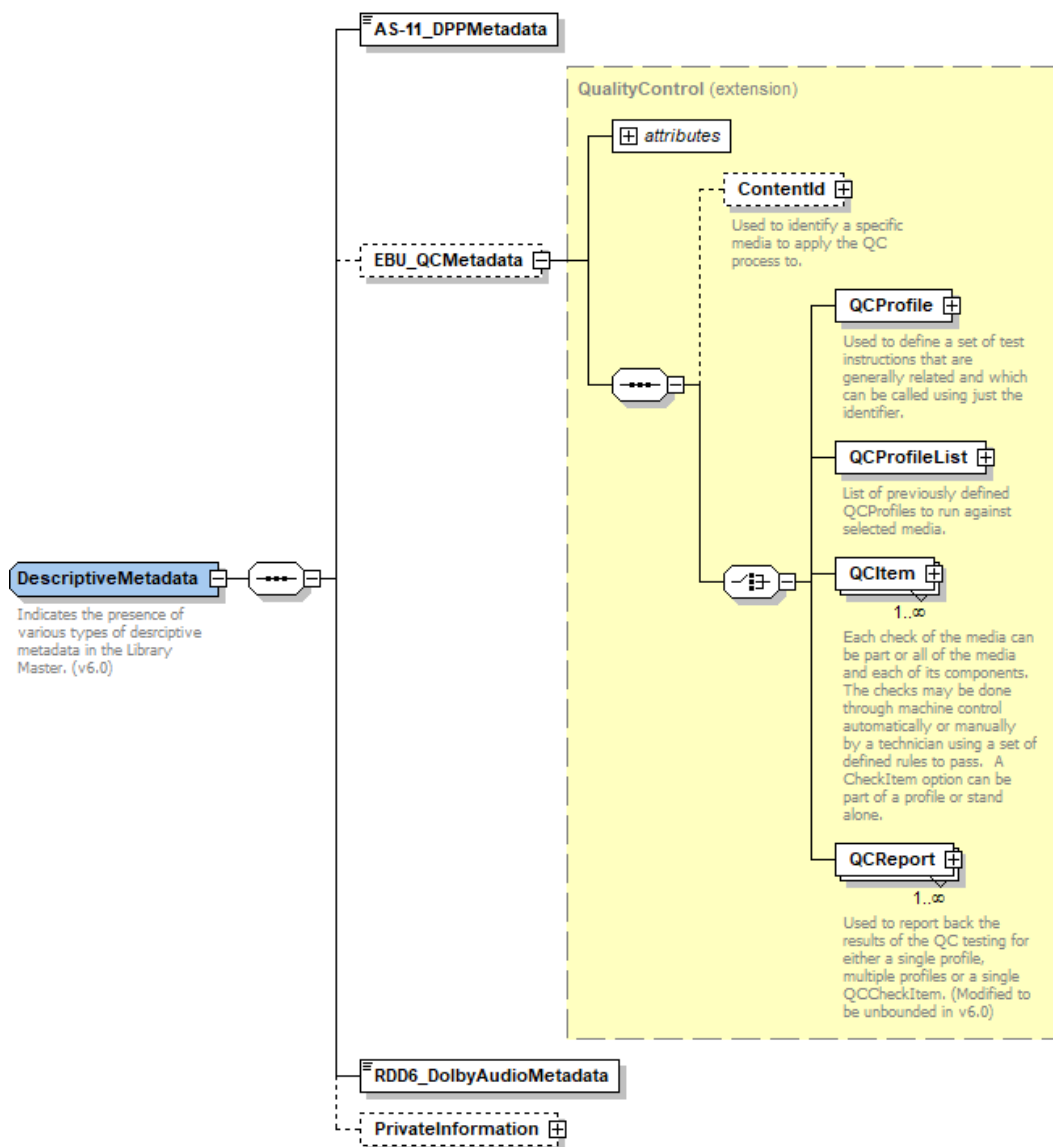 AS-11_DPPMetadata
QualityControl (extension)
attributes
ContentId
Used to identify a specific
media to apply the QC
process to.
EBU_QCMetadata
QCProfile
Used to define a set of test
instructions that are
generally related and which
can be called using just the
identifier.
QCProfileList
List of previously defined
QCProfiles to run against
selected media.
DescriptiveMetadata
Indicates the presence of
various types of desrciptive
metadata in the Library
Master. (v6.0)
QCItem
1..∞
Each check of the media can
be part or all of the media
and each of its components.
The checks may be done
through machine control
automatically or manually
by a technician using a set of
defined rules to pass.  A
CheckItem option can be
part of a profile or stand
alone.
QCReport
1..∞
Used to report back the
results of the QC testing for
either a single profile,
multiple profiles or a single
QCCheckItem. (Modified to
be unbounded in v6.0)
RDD6_DolbyAudioMetadata
PrivateInformation